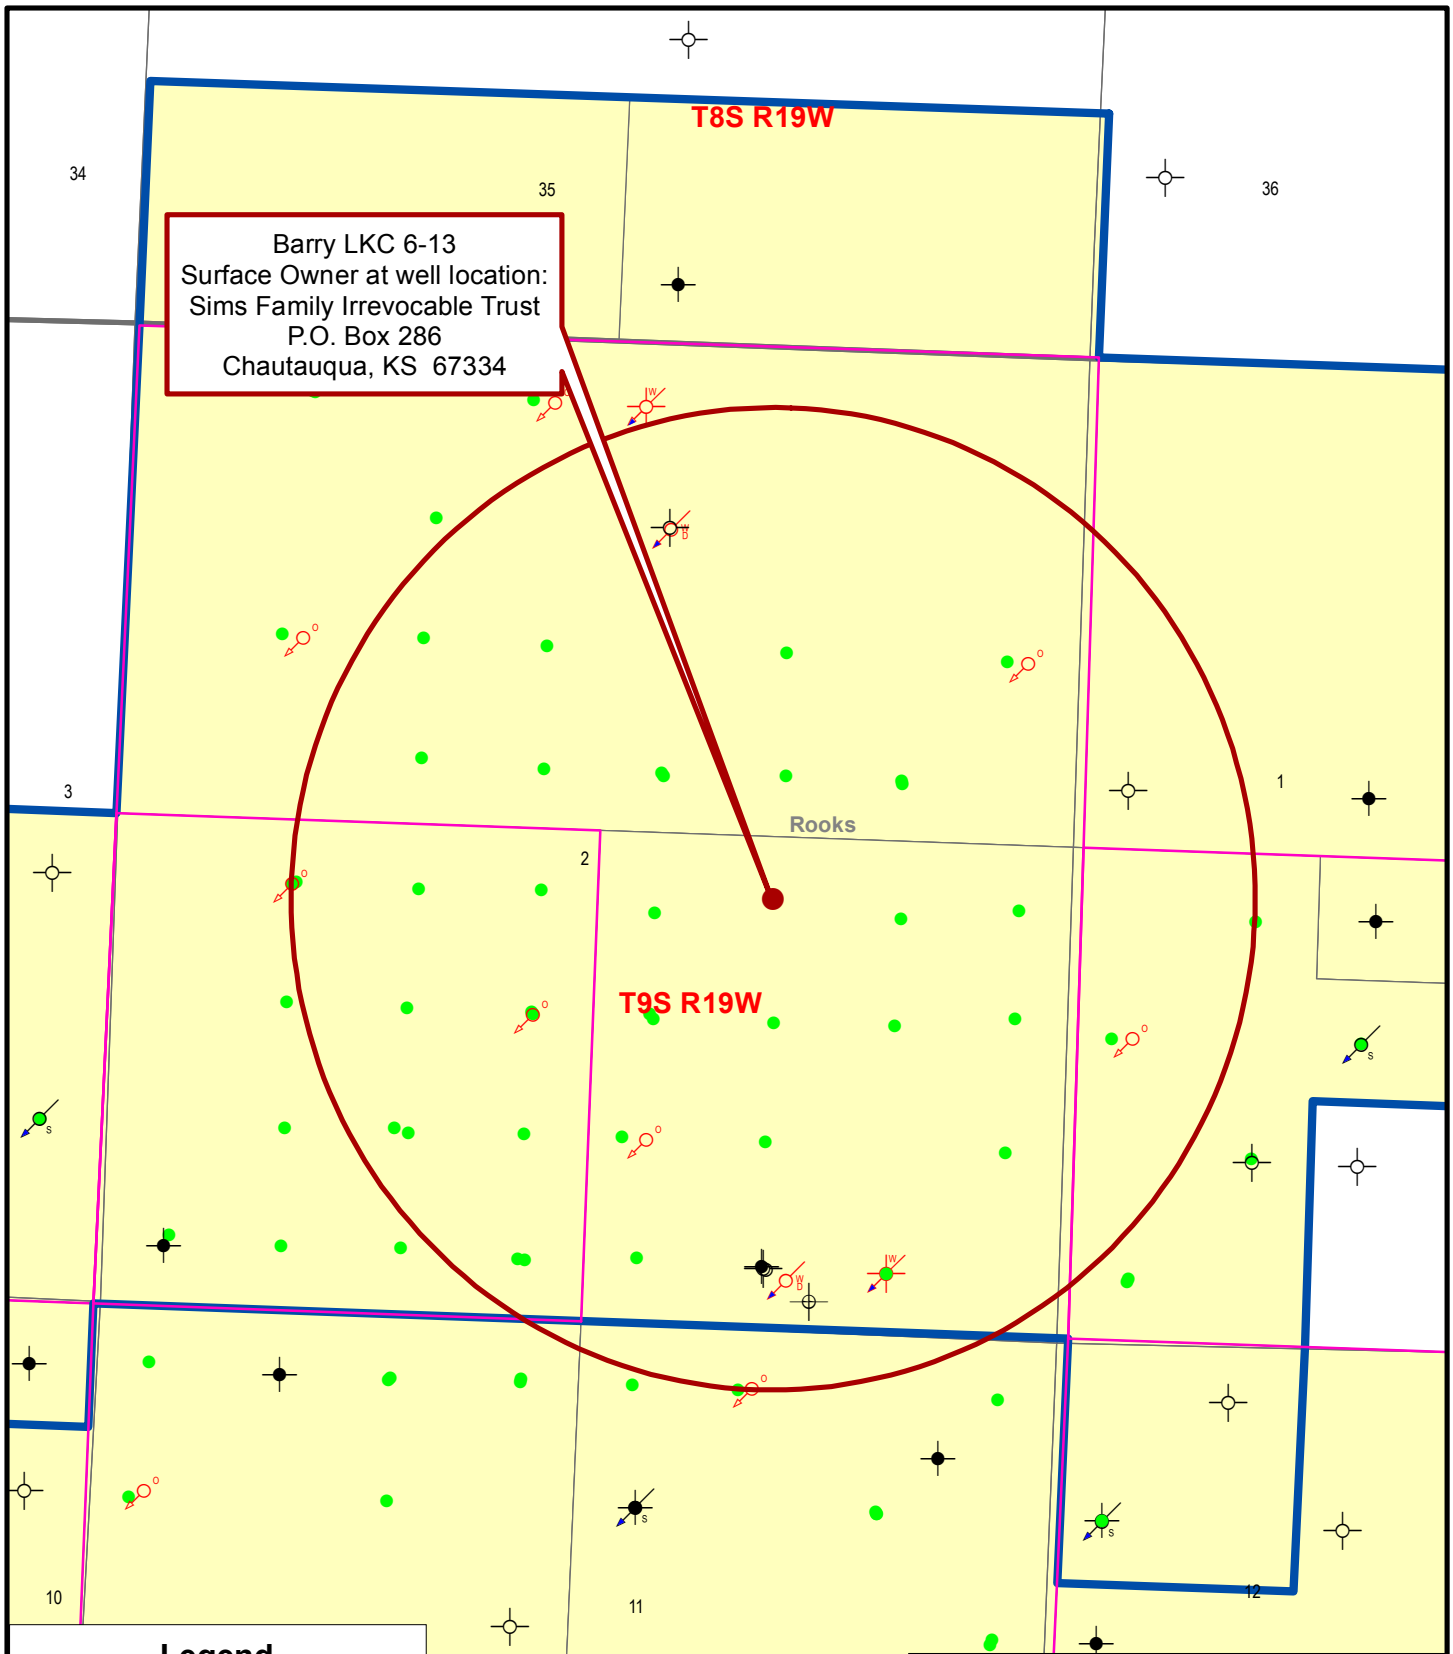 T8S R19W
34
35
36
Barry LKC 6-13
Surface Owner at well location:
Sims Family Irrevocable Trust
P.O. Box 286
Chautauqua, KS 67334
W
W
D
O
O
3
1
Rooks
2
O
T9S R19W
O
O
S
S
O
W
D
W
O
O
S
S
10
11
12
Legend